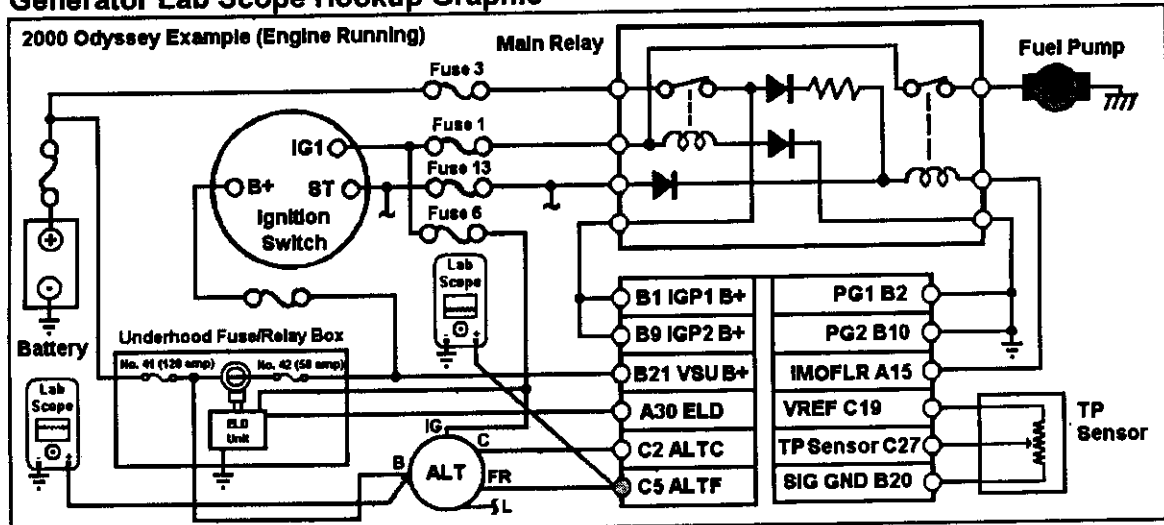 Generator Lab Scope Hookup Graphic
2000 Odyssey Example (Engine Running)
Main Relay
Fuel Pump
Fuse 3
Fuse 1
IG1
Fuse 13
B+
ST
Ignition
Switch
Fuse 6
Lab
Scope
- +
B1 IGP1 B+
PG1 B2
B9 IGP2 B+
PG2 B10
Battery
Underhood Fuse/Relay Box
No. 41 (120 amp)
No. 42 (50 amp)
B21 VSU B+
IMOFLR A15
Lab
Scope
- +
ELD
Unit
A30 ELD
VREF C19
TP
Sensor
IG
C
C2 ALTC
TP Sensor C27
B
ALT
FR
C5 ALTF
SIG GND B20
L